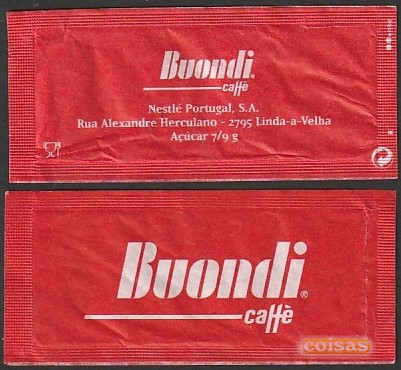 Buondi®
caffè
Nestlé Portugal, S.A.
Rua Alexandre Herculano - 2795 Linda-a-Velha
Açúcar 7/9 g
Buondi®
caffè
coisas